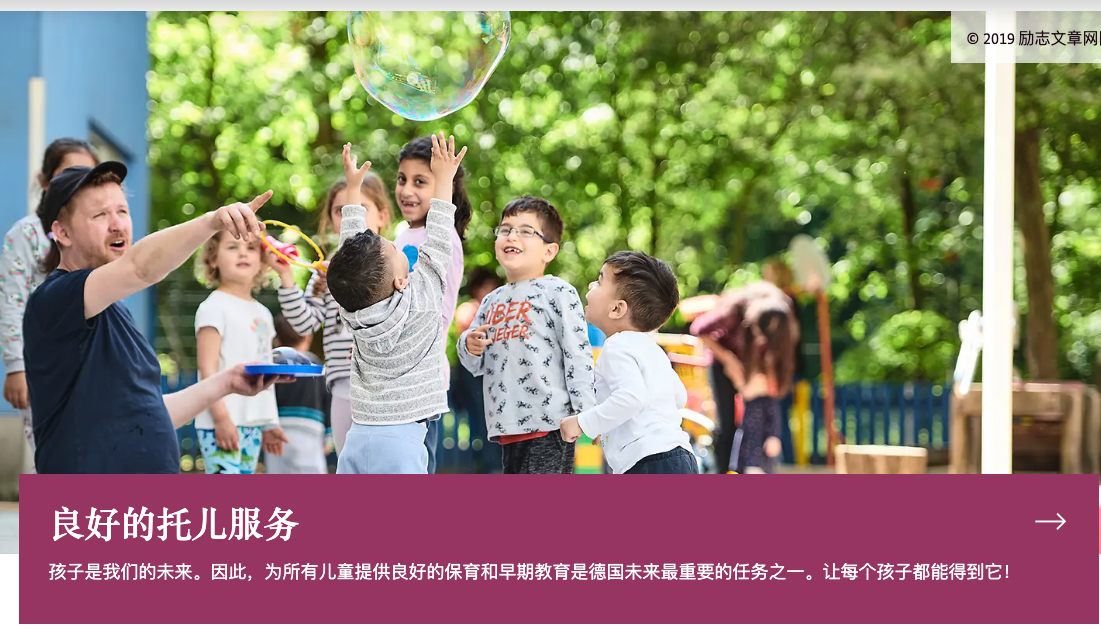 © 2019 励志文章网
ÜBER
良好的托儿服务
孩子是我们的未来。因此，为所有儿童提供良好的保育和早期教育是德国未来最重要的任务之一。让每个孩子都能得到它！